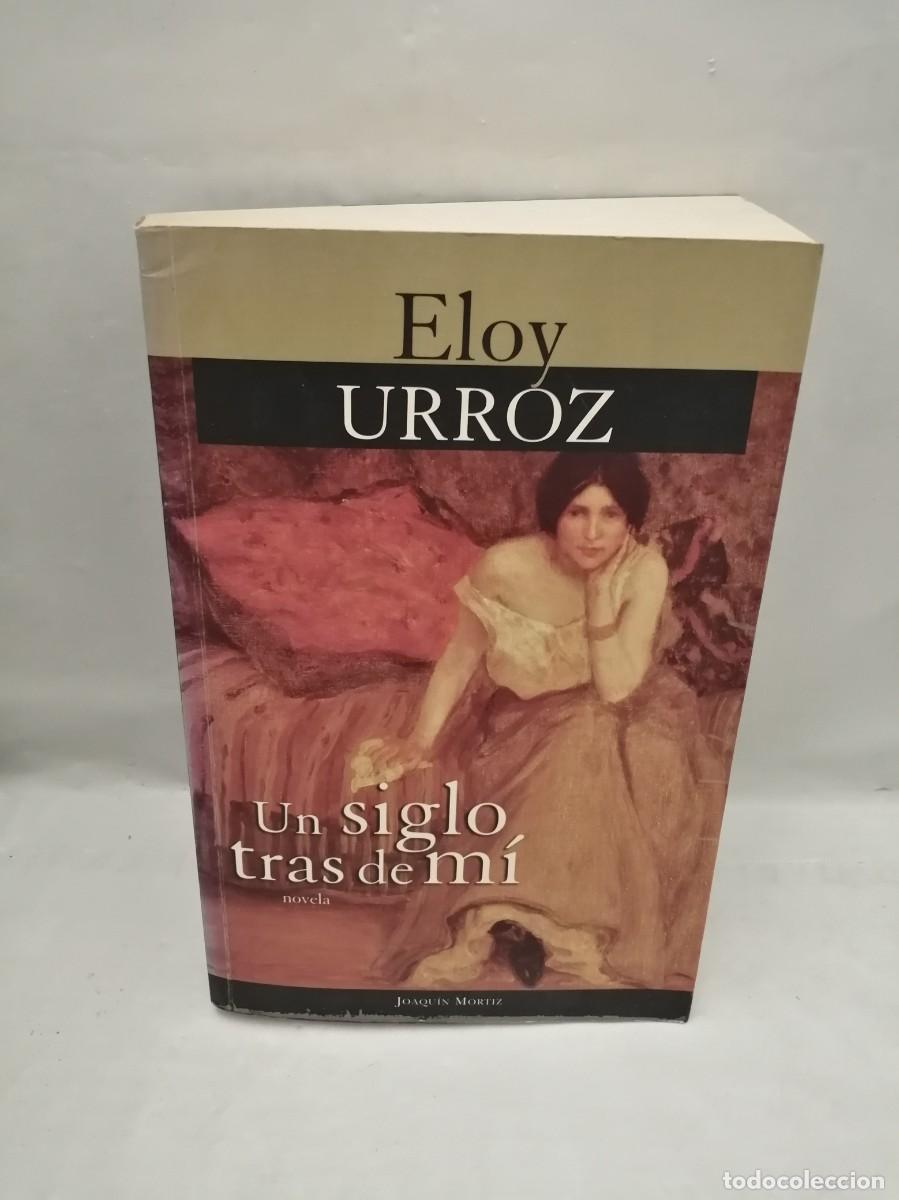 Eloy
URROZ
Un siglo
tras de mí
novela
JOAQUÍN MORTIZ
todocoleccion